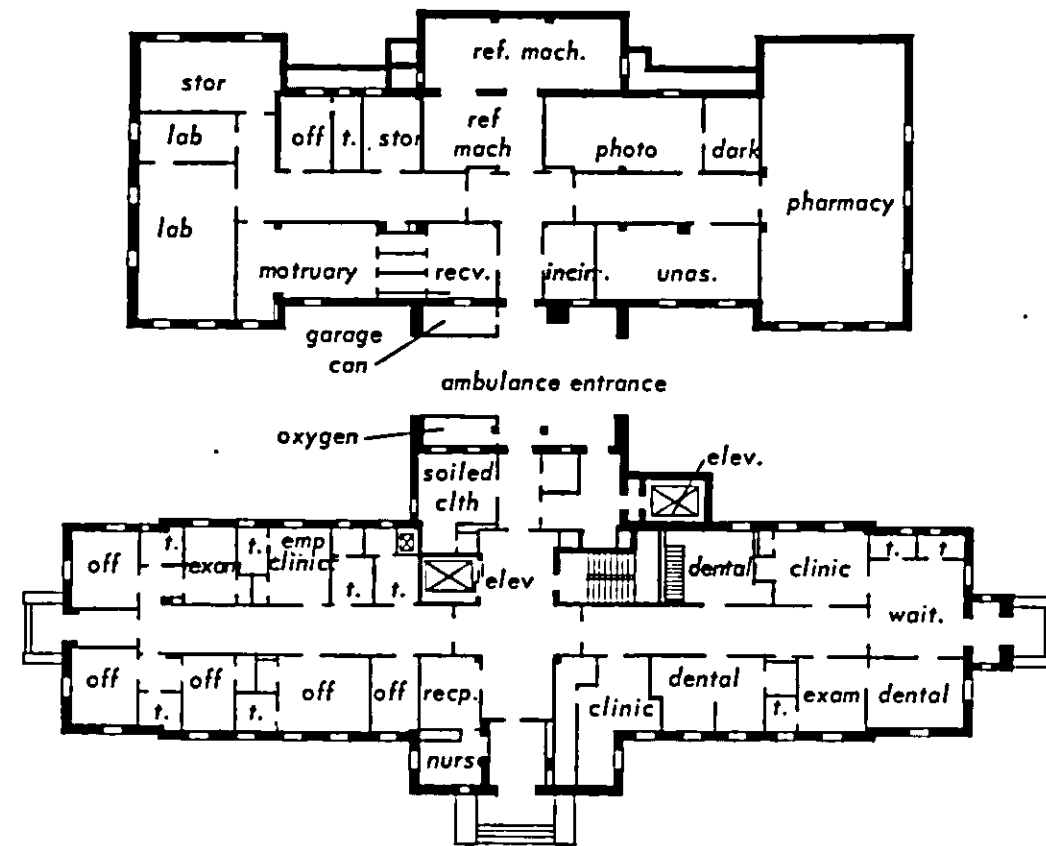 ref. mach.
stor
lab
off t. stor
ref
mach
photo
dark
pharmacy
lab
motruary
recv.
incin.
unas.
garage
can
ambulance entrance
oxygen
elev.
soiled
clth
off
t.
exam
t.
emp
clinic
t. t.
elev
dental
clinic
t. t.
wait.
off
t.
off
t.
off
off
recp.
nurse
clinic
dental
t.
exam
dental